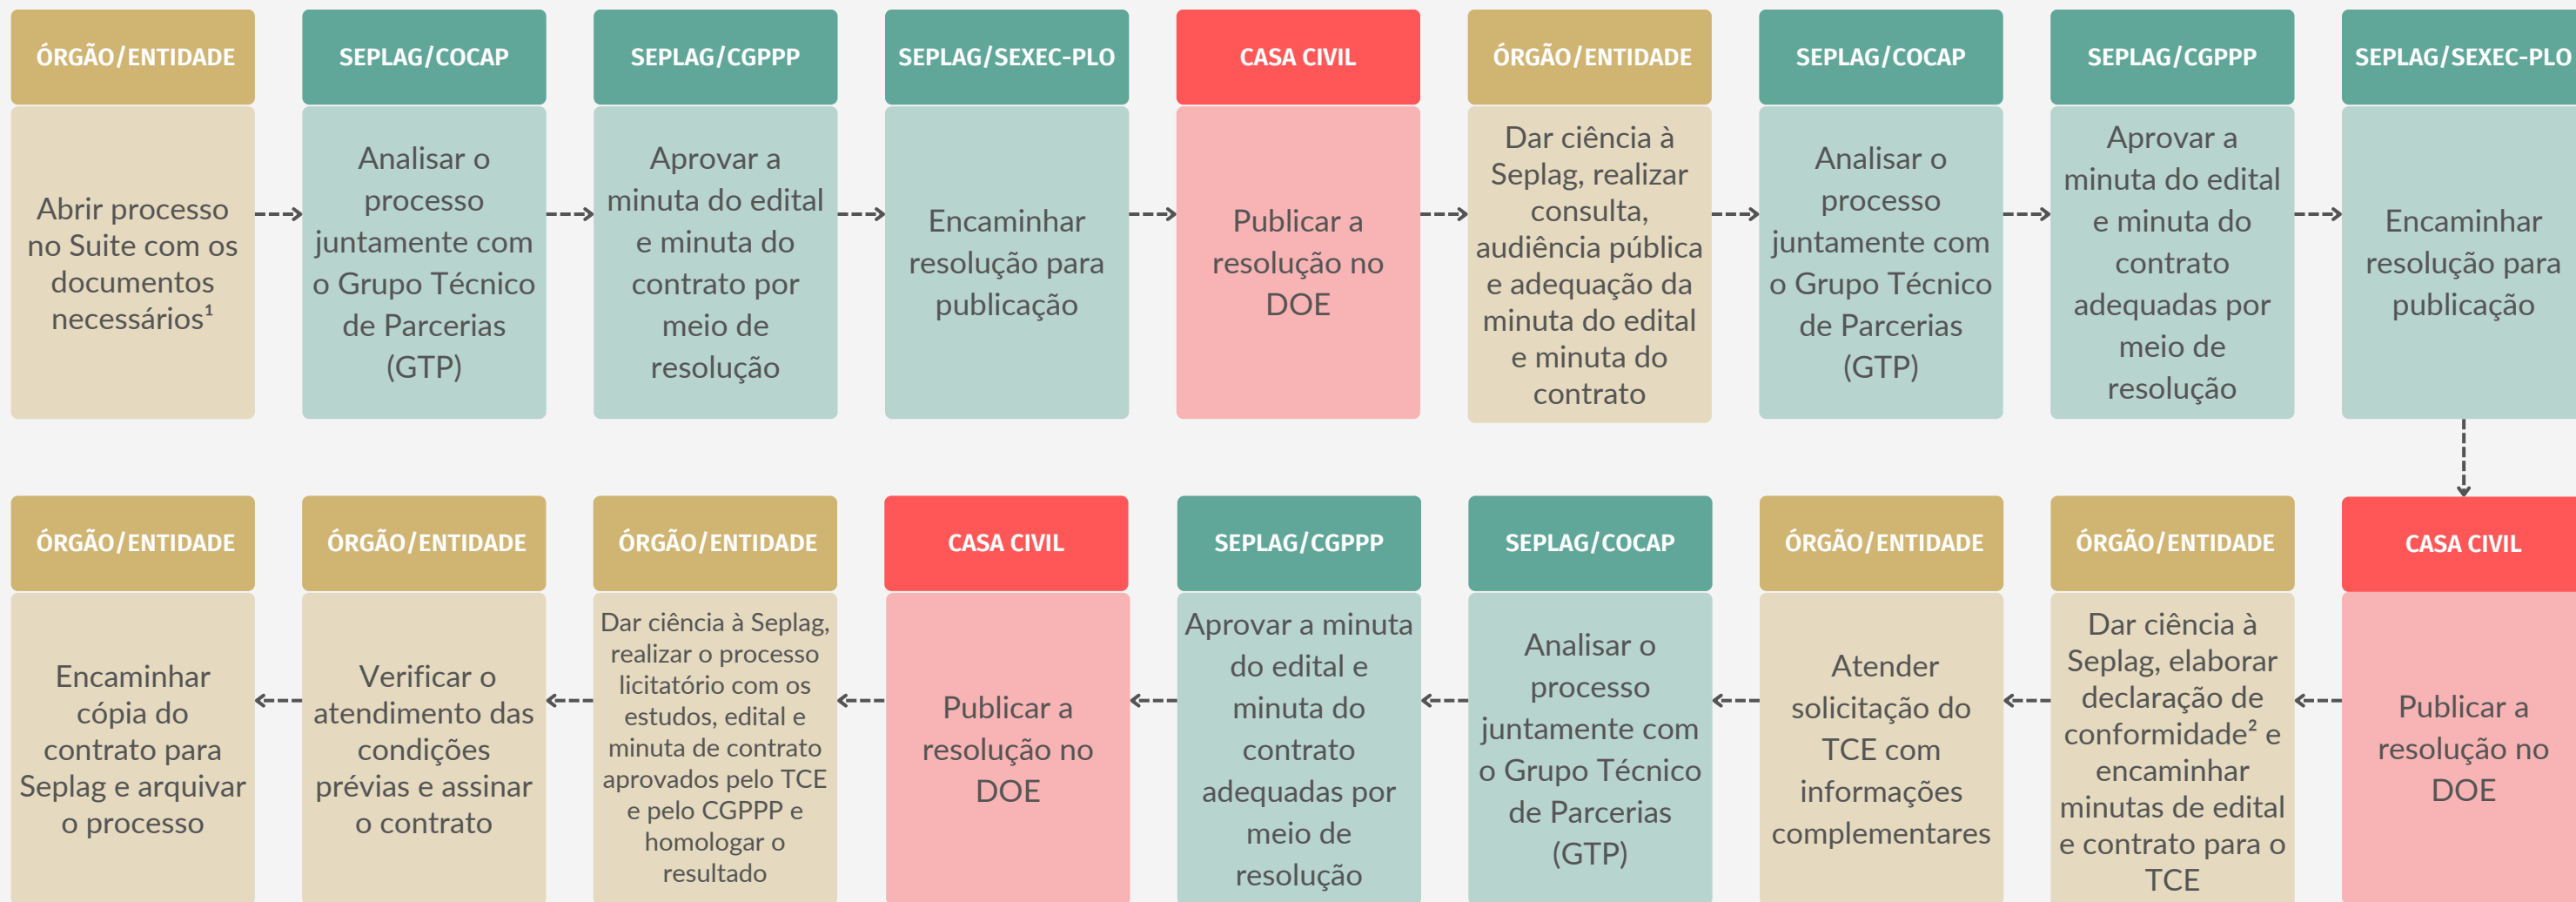 ÓRGÃO/ENTIDADE
Abrir processo
no Suite com os
documentos
necessários¹
SEPLAG/COCAP
Analisar o
processo
juntamente com
o Grupo Técnico
de Parcerias
(GTP)
SEPLAG/CGPPP
Aprovar a
minuta do edital
e minuta do
contrato por
meio de
resolução
SEPLAG/SEXEC-PLO
Encaminhar
resolução para
publicação
CASA CIVIL
Publicar a
resolução no
DOE
ÓRGÃO/ENTIDADE
Dar ciência à
Seplag, realizar
consulta,
audiência pública
e adequação da
minuta do edital
e minuta do
contrato
SEPLAG/COCAP
Analisar o
processo
juntamente com
o Grupo Técnico
de Parcerias
(GTP)
SEPLAG/CGPPP
Aprovar a
minuta do edital
e minuta do
contrato
adequadas por
meio de
resolução
SEPLAG/SEXEC-PLO
Encaminhar
resolução para
publicação
CASA CIVIL
Publicar a
resolução no
DOE
ÓRGÃO/ENTIDADE
Dar ciência à
Seplag, elaborar
declaração de
conformidade² e
encaminhar
minutas de edital
e contrato para o
TCE
ÓRGÃO/ENTIDADE
Atender
solicitação do
TCE com
informações
complementares
SEPLAG/COCAP
Analisar o
processo
juntamente com
o Grupo Técnico
de Parcerias
(GTP)
SEPLAG/CGPPP
Aprovar a minuta
do edital e
minuta do
contrato
adequadas por
meio de
resolução
CASA CIVIL
Publicar a
resolução no
DOE
ÓRGÃO/ENTIDADE
Dar ciência à Seplag,
realizar o processo
licitatório com os
estudos, edital e
minuta de contrato
aprovados pelo TCE
e pelo CGPPP e
homologar o
resultado
ÓRGÃO/ENTIDADE
Verificar o
atendimento das
condições
prévias e assinar
o contrato
ÓRGÃO/ENTIDADE
Encaminhar
cópia do
contrato para
Seplag e arquivar
o processo